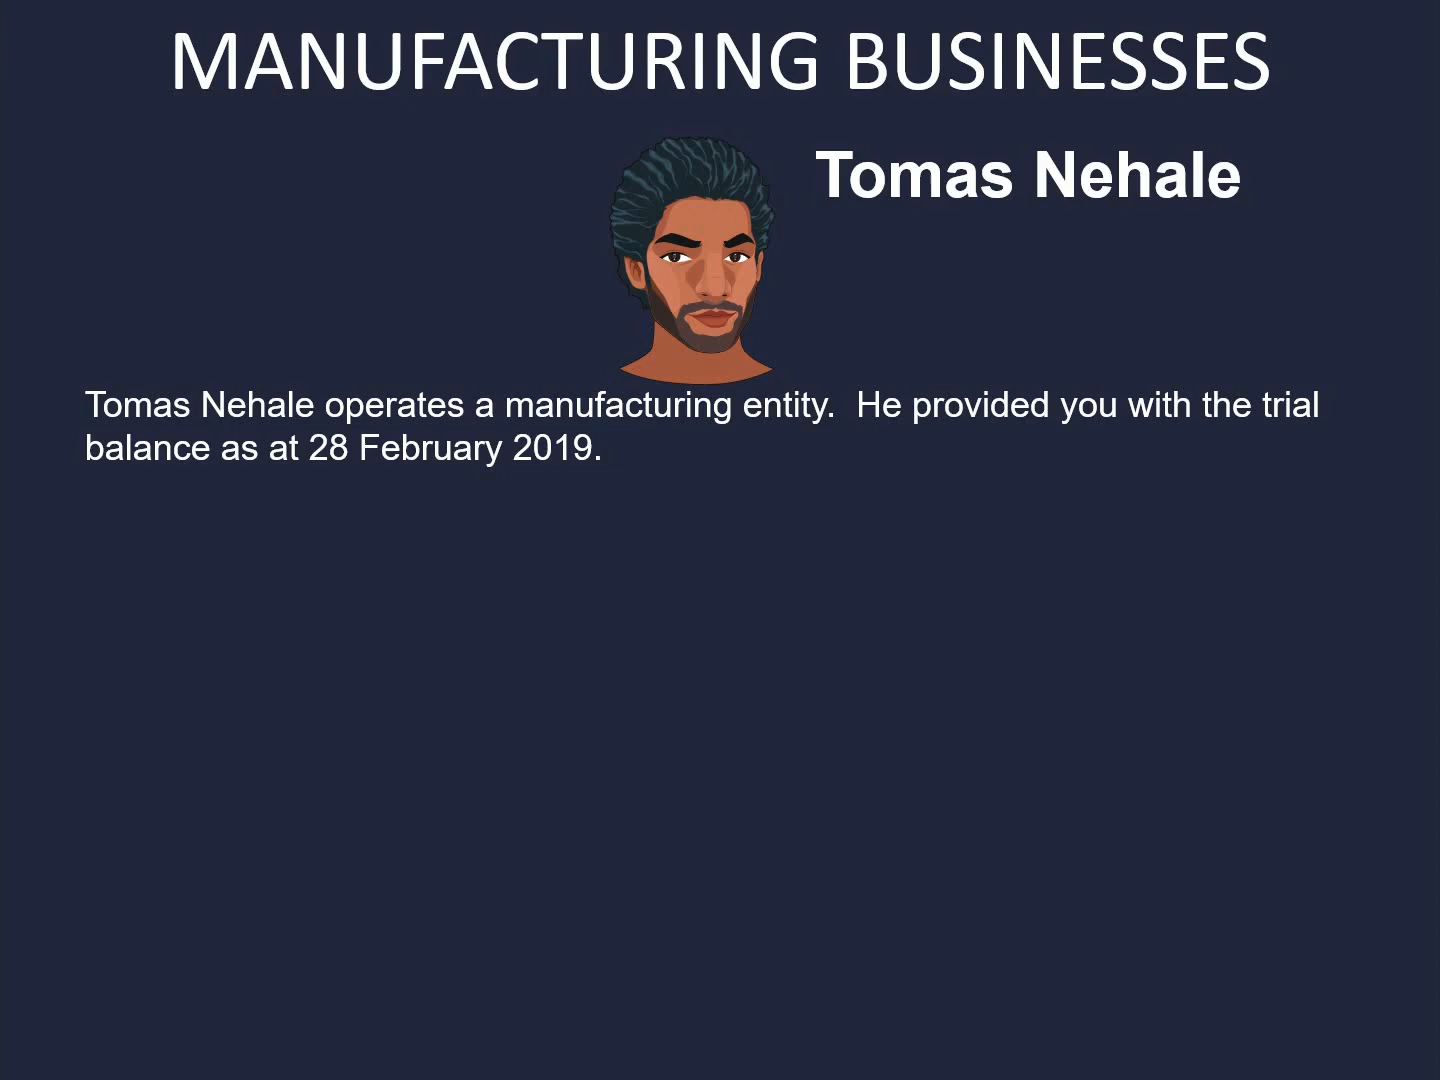 MANUFACTURING BUSINESSES
Tomas Nehale
Tomas Nehale operates a manufacturing entity.  He provided you with the trial
balance as at 28 February 2019.